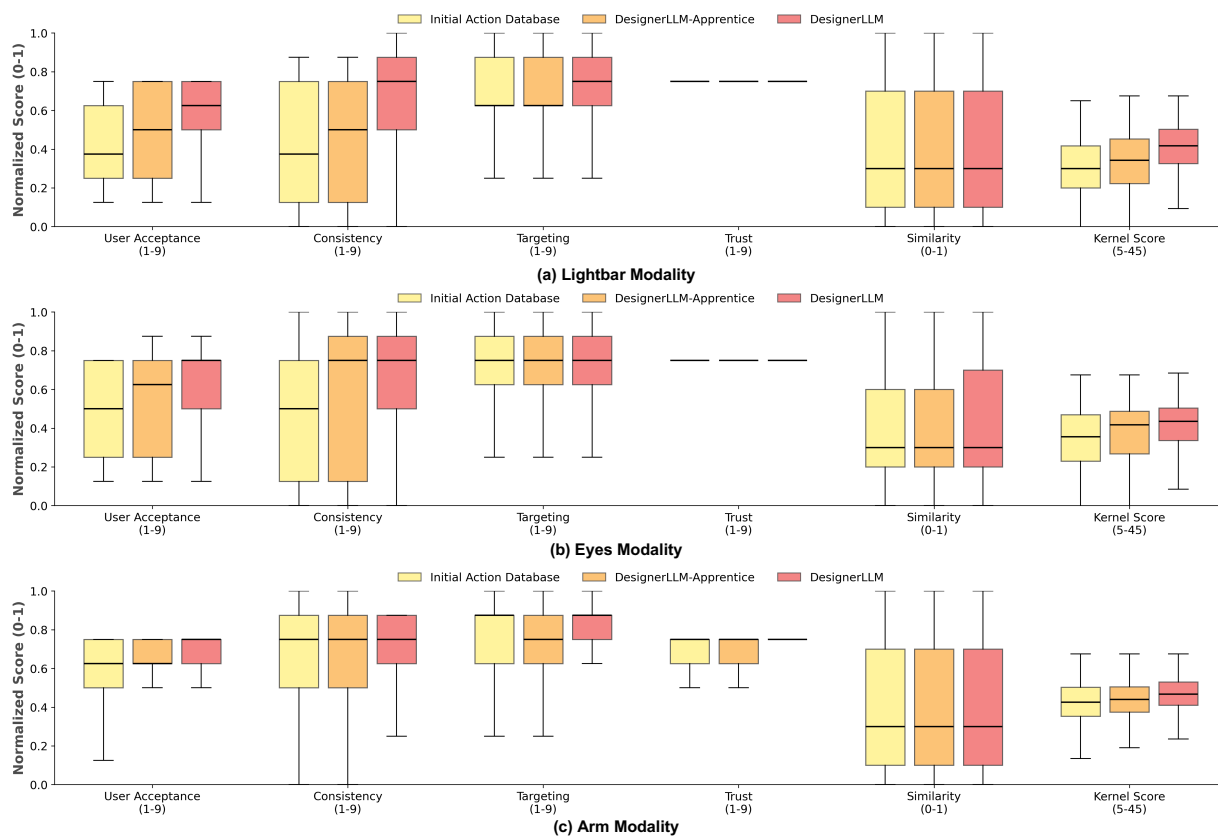 Initial Action Database DesignerLLM-Apprentice DesignerLLM
Normalized Score (0-1)
1.0
0.8
0.6
0.4
0.2
0.0
User Acceptance Consistency Targeting Trust Similarity Kernel Score
(1-9) (1-9) (1-9) (1-9) (0-1) (5-45)
(a) Lightbar Modality
Initial Action Database DesignerLLM-Apprentice DesignerLLM
Normalized Score (0-1)
1.0
0.8
0.6
0.4
0.2
0.0
User Acceptance Consistency Targeting Trust Similarity Kernel Score
(1-9) (1-9) (1-9) (1-9) (0-1) (5-45)
(b) Eyes Modality
Initial Action Database DesignerLLM-Apprentice DesignerLLM
Normalized Score (0-1)
1.0
0.8
0.6
0.4
0.2
0.0
User Acceptance Consistency Targeting Trust Similarity Kernel Score
(1-9) (1-9) (1-9) (1-9) (0-1) (5-45)
(c) Arm Modality